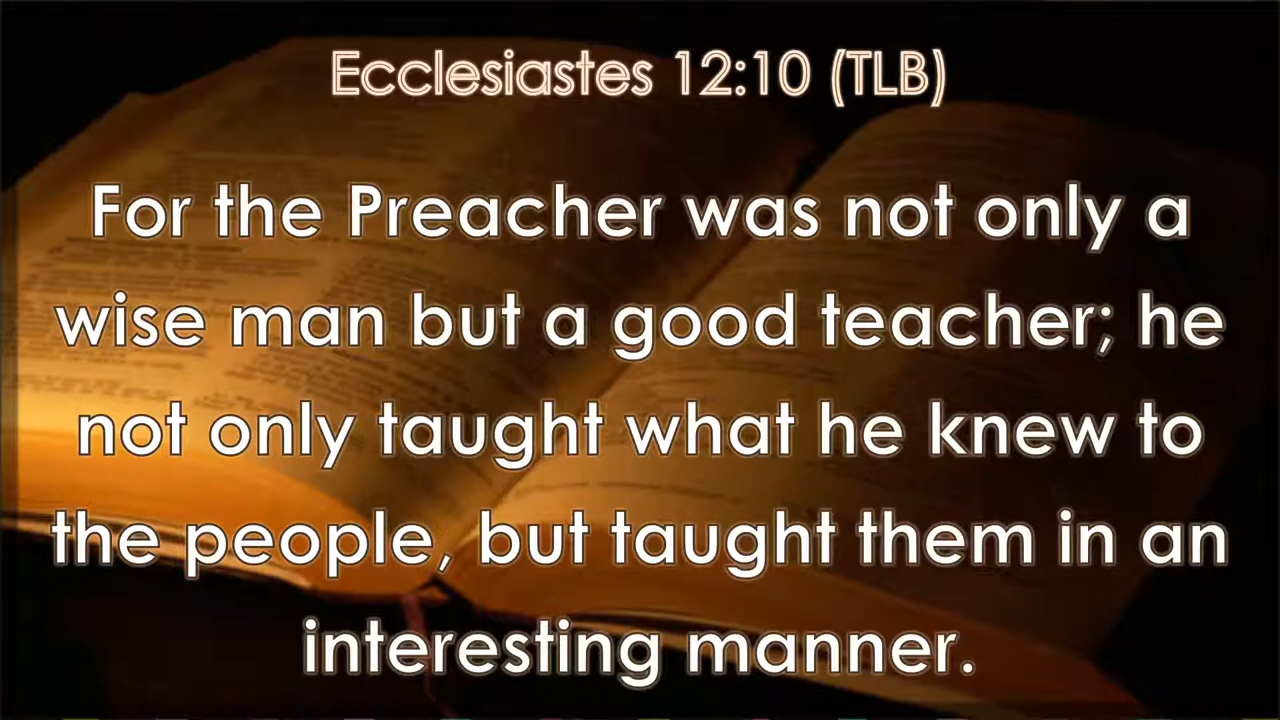 Ecclesiastes 12:10 (TLB)
For the Preacher was not only a
wise man but a good teacher; he
not only taught what he knew to
the people, but taught them in an
interesting manner.